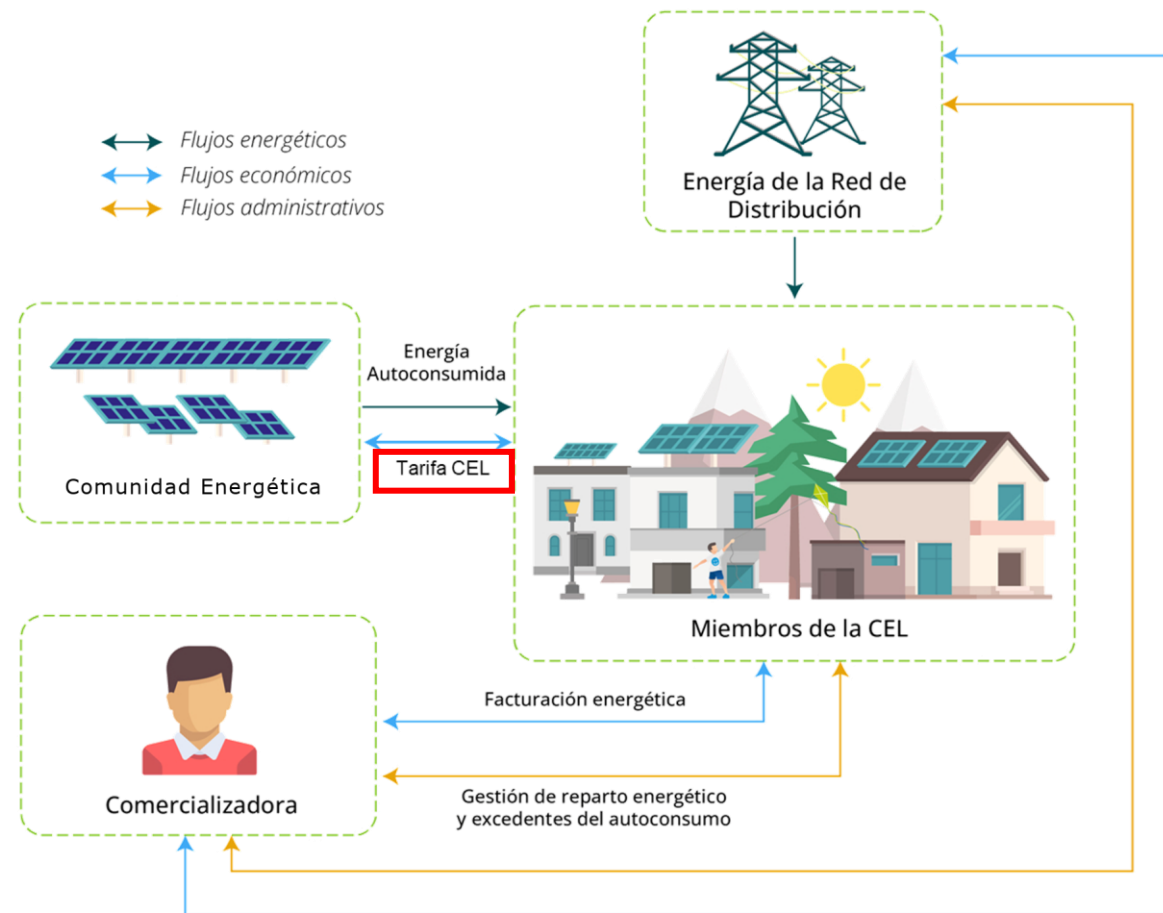 Flujos energéticos
Flujos económicos
Flujos administrativos
Energía de la Red de
Distribución
Energía
Autoconsumida
Tarifa CEL
Comunidad Energética
Miembros de la CEL
Facturación energética
Comercializadora
Gestión de reparto energético
y excedentes del autoconsumo